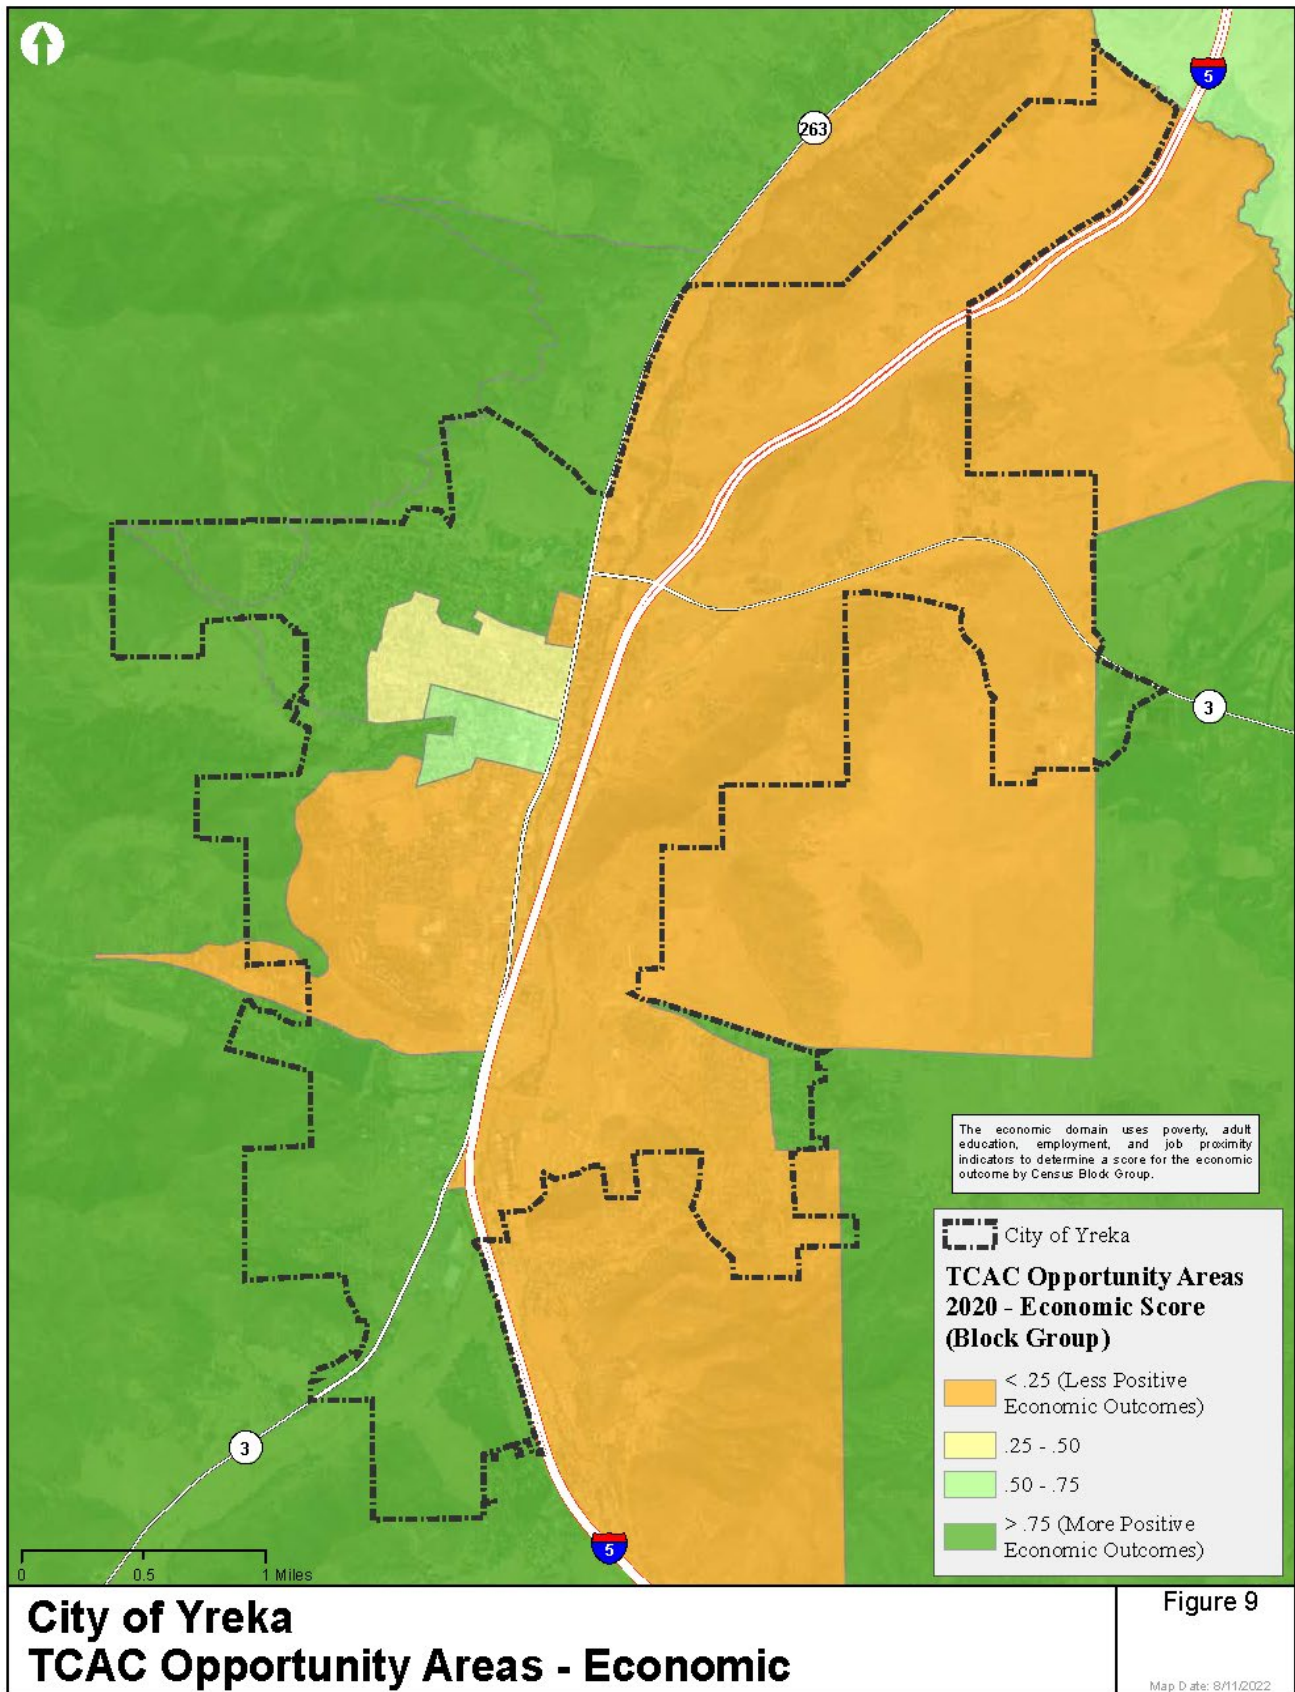 263
5
3
3
5
The economic domain uses poverty, adult
education, employment, and job proximity
indicators to determine a score for the economic
outcome by Census Block Group.
City of Yreka
TCAC Opportunity Areas
2020 - Economic Score
(Block Group)
< .25 (Less Positive
Economic Outcomes)
.25 - .50
.50 - .75
> .75 (More Positive
Economic Outcomes)
0 0.5 1 Miles
City of Yreka
TCAC Opportunity Areas - Economic
Figure 9
Map Date: 8/11/2022